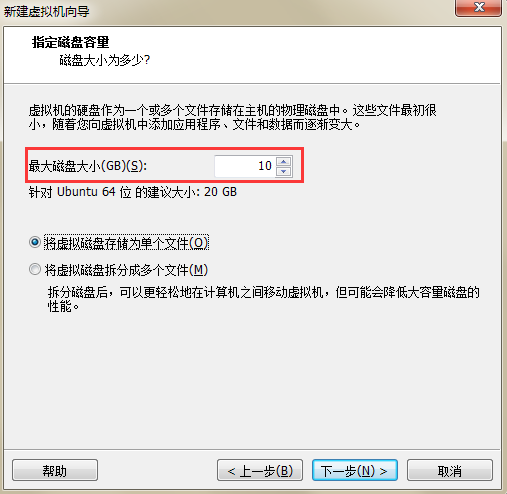 新建虚拟机向导
指定磁盘容量
磁盘大小为多少?
虚拟机的硬盘作为一个或多个文件存储在主机的物理磁盘中。这些文件最初很
小，随着您向虚拟机中添加应用程序、文件和数据而逐渐变大。
最大磁盘大小(GB)(S): 10
针对 Ubuntu 64 位 的建议大小: 20 GB
将虚拟磁盘存储为单个文件(O)
将虚拟磁盘拆分成多个文件(M)
拆分磁盘后，可以更轻松地在计算机之间移动虚拟机，但可能会降低大容量磁盘的
性能。
帮助 < 上一步(B) 下一步(N) > 取消